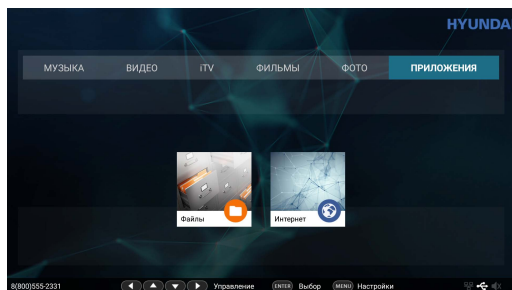 HYUNDA
МУЗЫКА ВИДЕО iTV ФИЛЬМЫ ФОТО ПРИЛОЖЕНИЯ
Файлы Интернет
8(800)555-2331 Управление ENTER Выбор MENU Настройки